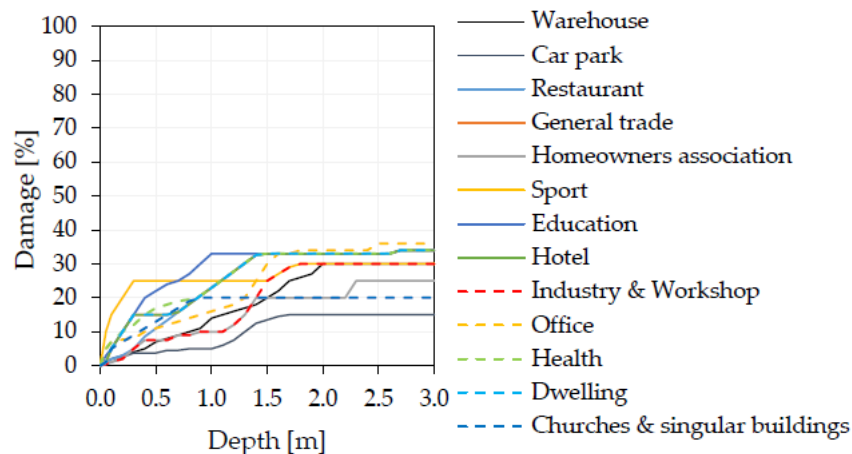 Damage [%]
100
90
80
70
60
50
40
30
20
10
0
0.0 0.5 1.0 1.5 2.0 2.5 3.0
Depth [m]
Warehouse
Car park
Restaurant
General trade
Homeowners association
Sport
Education
Hotel
Industry & Workshop
Office
Health
Dwelling
Churches & singular buildings